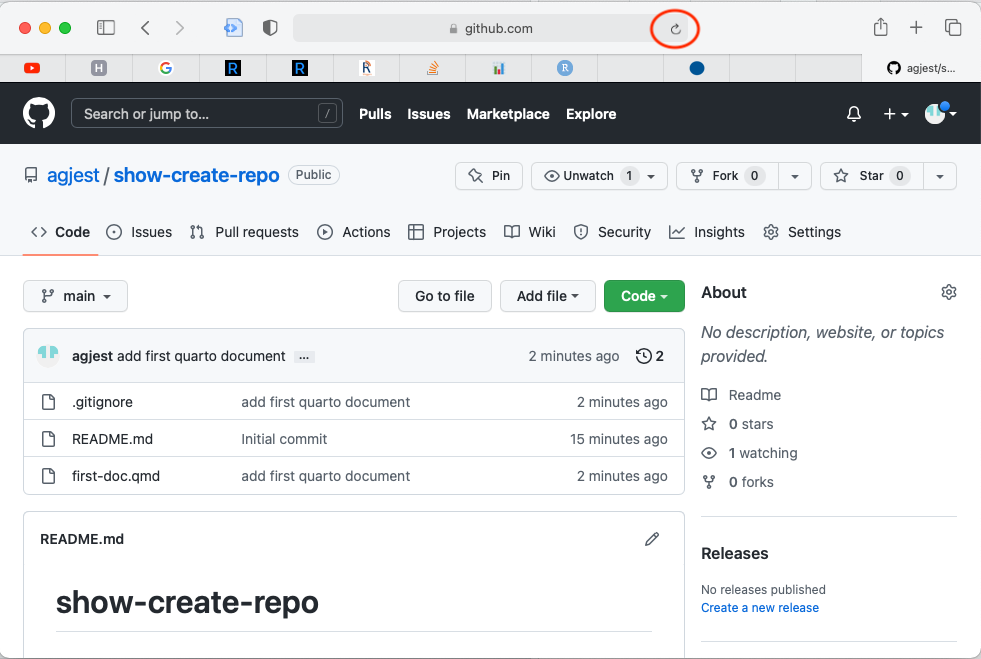 github.com
H G R R R R agjest/s...
Search or jump to... / Pulls Issues Marketplace Explore
agjest / show-create-repo Public Pin Unwatch 1 Fork 0 Star 0
Code Issues Pull requests Actions Projects Wiki Security Insights Settings
main Go to file Add file Code
About
No description, website, or topics
provided.
Readme
0 stars
1 watching
0 forks
Releases
No releases published
Create a new release
agjest add first quarto document ... 2 minutes ago 2
.gitignore add first quarto document 2 minutes ago
README.md Initial commit 15 minutes ago
first-doc.qmd add first quarto document 2 minutes ago
README.md
show-create-repo